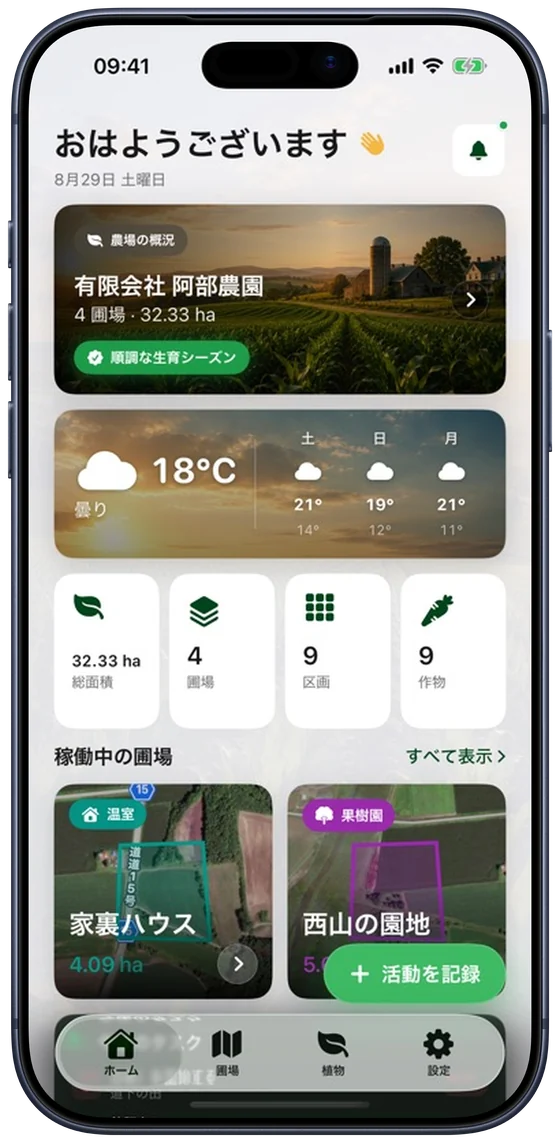 09:41
おはようございます 👋
8月29日 土曜日
農場の概況
有限会社 阿部農園
4 圃場 · 32.33 ha
順調な生育シーズン
18°C
曇り
土 日 月
21° 19° 21°
14° 12° 11°
32.33 ha
総面積
4
圃場
9
区画
9
作物
稼働中の圃場
すべて表示
15
温室
道道15号
家裏ハウス
4.09 ha
果樹園
西山の園地
活動を記録
ホーム
圃場
植物
設定
道下の田